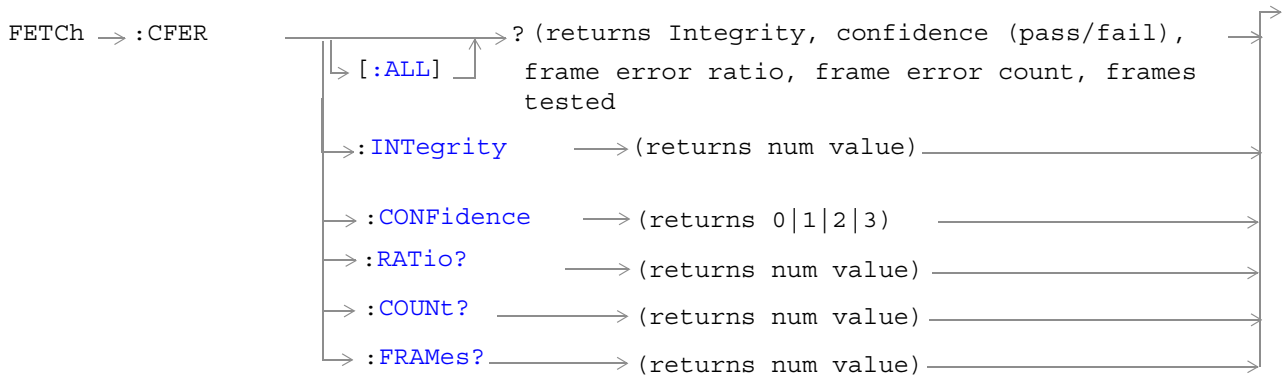 FETCh :CFER ? (returns Integrity, confidence (pass/fail),
[:ALL] frame error ratio, frame error count, frames
tested
:INTegrity (returns num value)
:CONFidence (returns 0|1|2|3)
:RATio? (returns num value)
:COUNt? (returns num value)
:FRAMes? (returns num value)